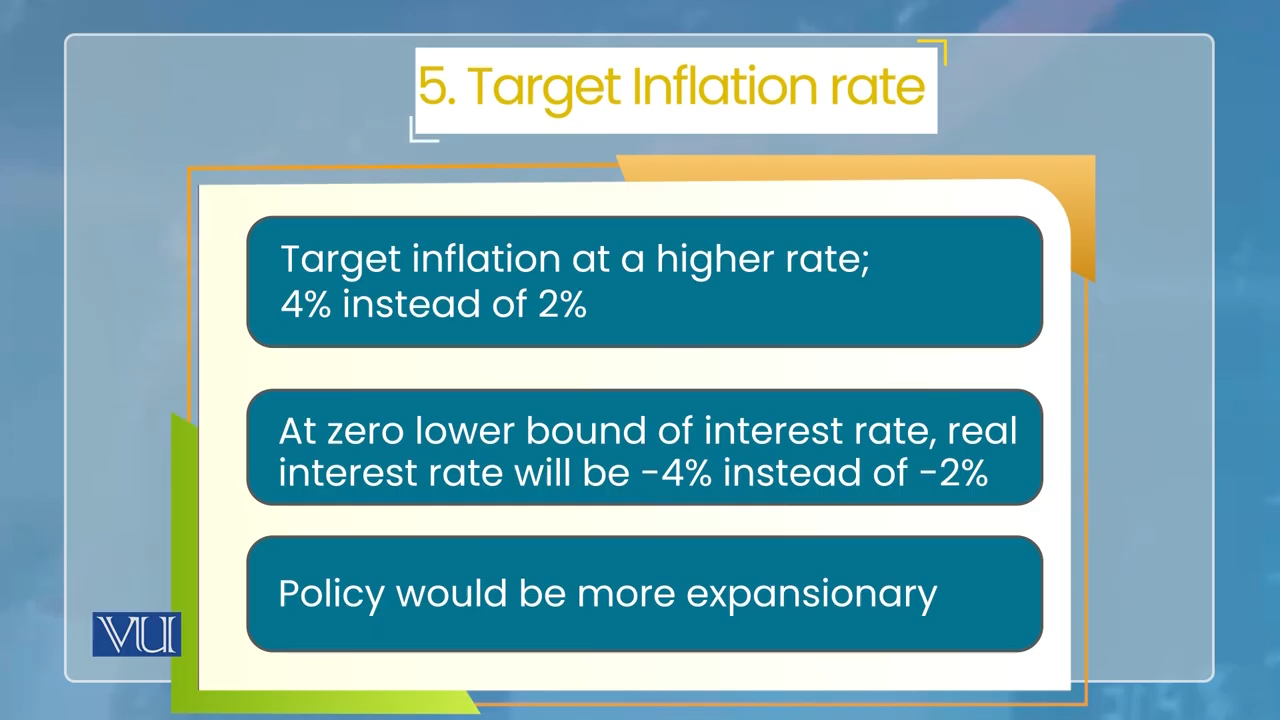 5. Target Inflation rate
Target inflation at a higher rate;
4% instead of 2%
At zero lower bound of interest rate, real
interest rate will be -4% instead of -2%
Policy would be more expansionary
VU